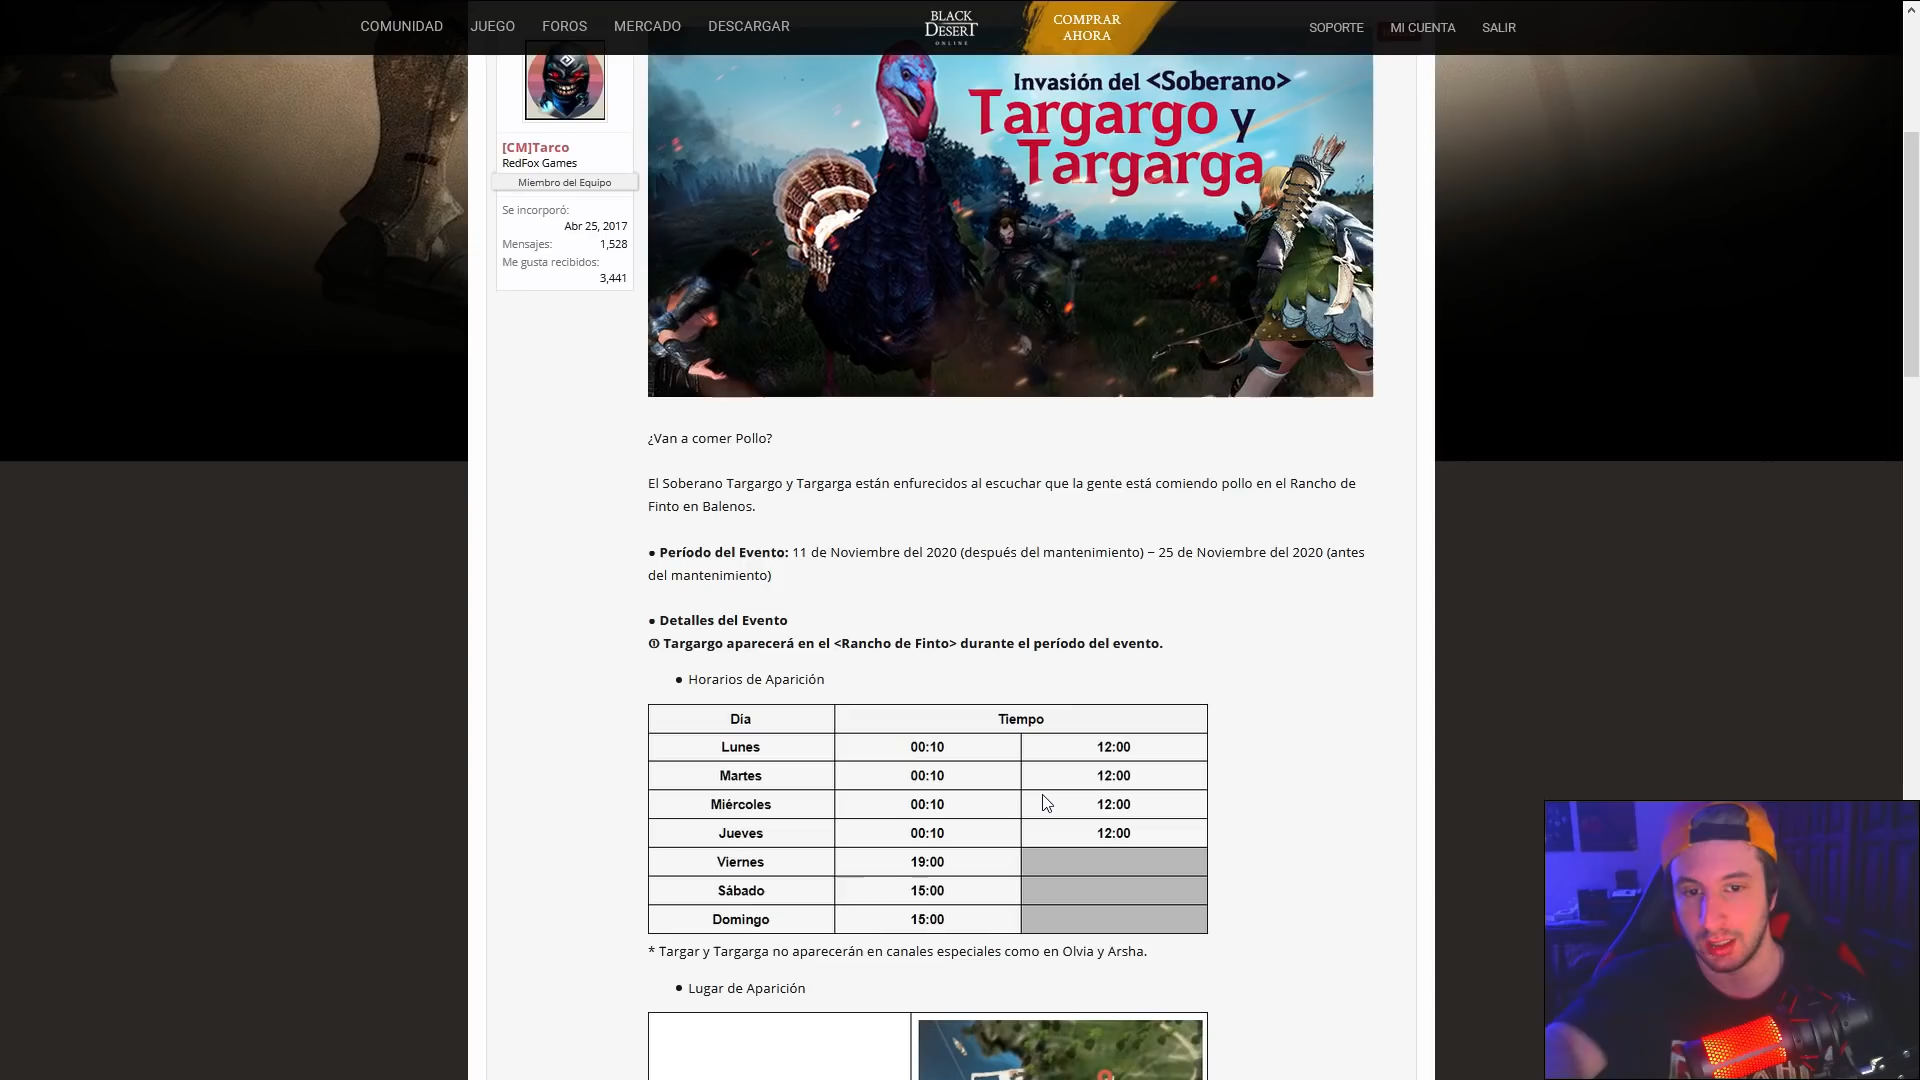 COMUNIDAD JUEGO FOROS MERCADO DESCARGAR
BLACK DESERT ONLINE
COMPRAR AHORA
SOPORTE MI CUENTA SALIR
[CM]Tarco
RedFox Games
Miembro del Equipo
Se incorporó:
Abr 25, 2017
Mensajes: 1,528
Me gusta recibidos:
3,441
Invasión del <Soberano>
Targargo y
Targarga
¿Van a comer Pollo?
El Soberano Targargo y Targarga están enfurecidos al escuchar que la gente está comiendo pollo en el Rancho de
Finto en Balenos.
● Período del Evento: 11 de Noviembre del 2020 (después del mantenimiento) – 25 de Noviembre del 2020 (antes
del mantenimiento)
● Detalles del Evento
① Targargo aparecerá en el <Rancho de Finto> durante el período del evento.
● Horarios de Aparición
Día Tiempo
Lunes 00:10 12:00
Martes 00:10 12:00
Miércoles 00:10 12:00
Jueves 00:10 12:00
Viernes 19:00
Sábado 15:00
Domingo 15:00
* Targar y Targarga no aparecerán en canales especiales como en Olvia y Arsha.
● Lugar de Aparición